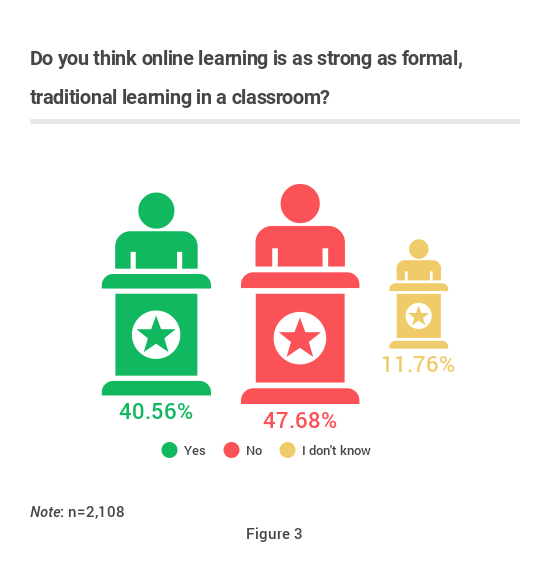 Do you think online learning is as strong as formal,
traditional learning in a classroom?
40.56%
47.68%
11.76%
Yes
No
I don't know
Note: n=2,108
Figure 3